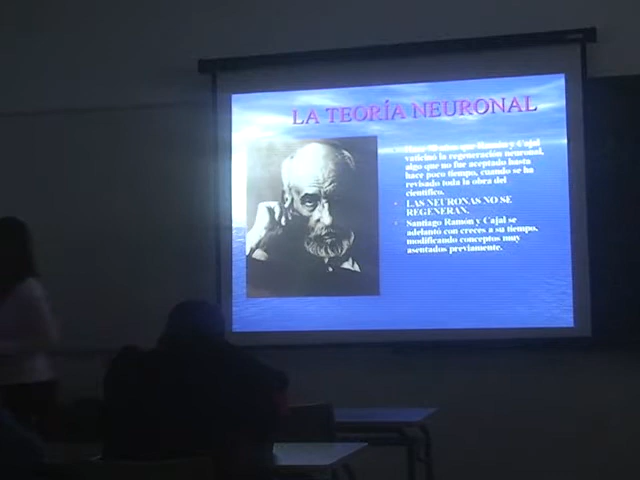 LA TEORÍA NEURONAL
que Ramón y Cajal
vaticinó la regeneración neuronal,
algo que no fue aceptado hasta
hace poco tiempo, cuando se ha
revisado toda la obra del
científico.
LAS NEURONAS NO SE
REGENERAN.
Santiago Ramón y Cajal se
adelantó con creces a su tiempo,
modificando conceptos muy
asentados previamente.